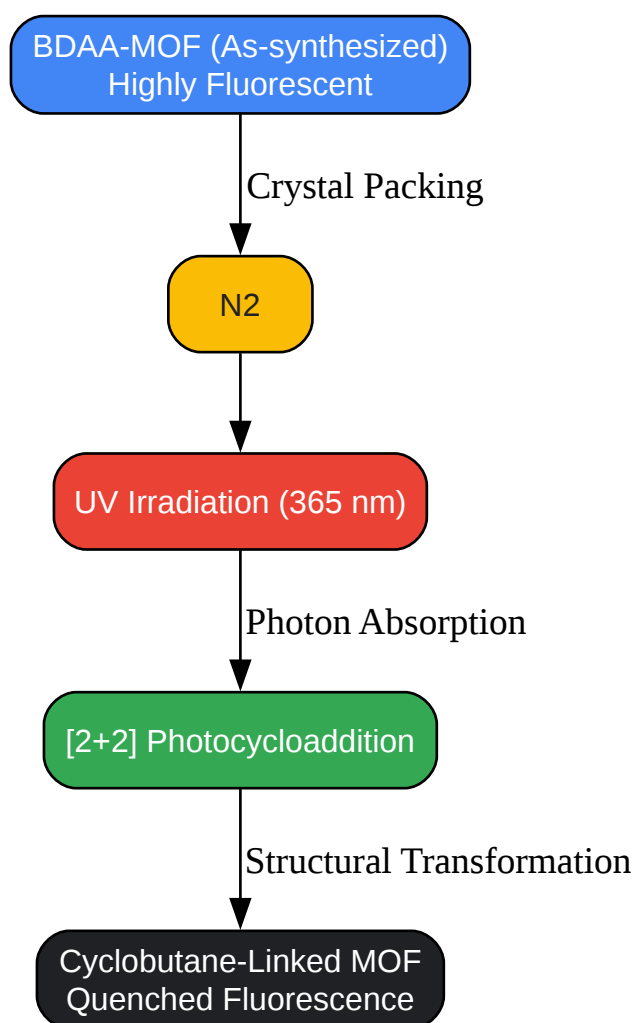 BDAA-MOF (As-synthesized)
Highly Fluorescent
Crystal Packing
N2
UV Irradiation (365 nm)
Photon Absorption
[2+2] Photocycloaddition
Structural Transformation
Cyclobutane-Linked MOF
Quenched Fluorescence